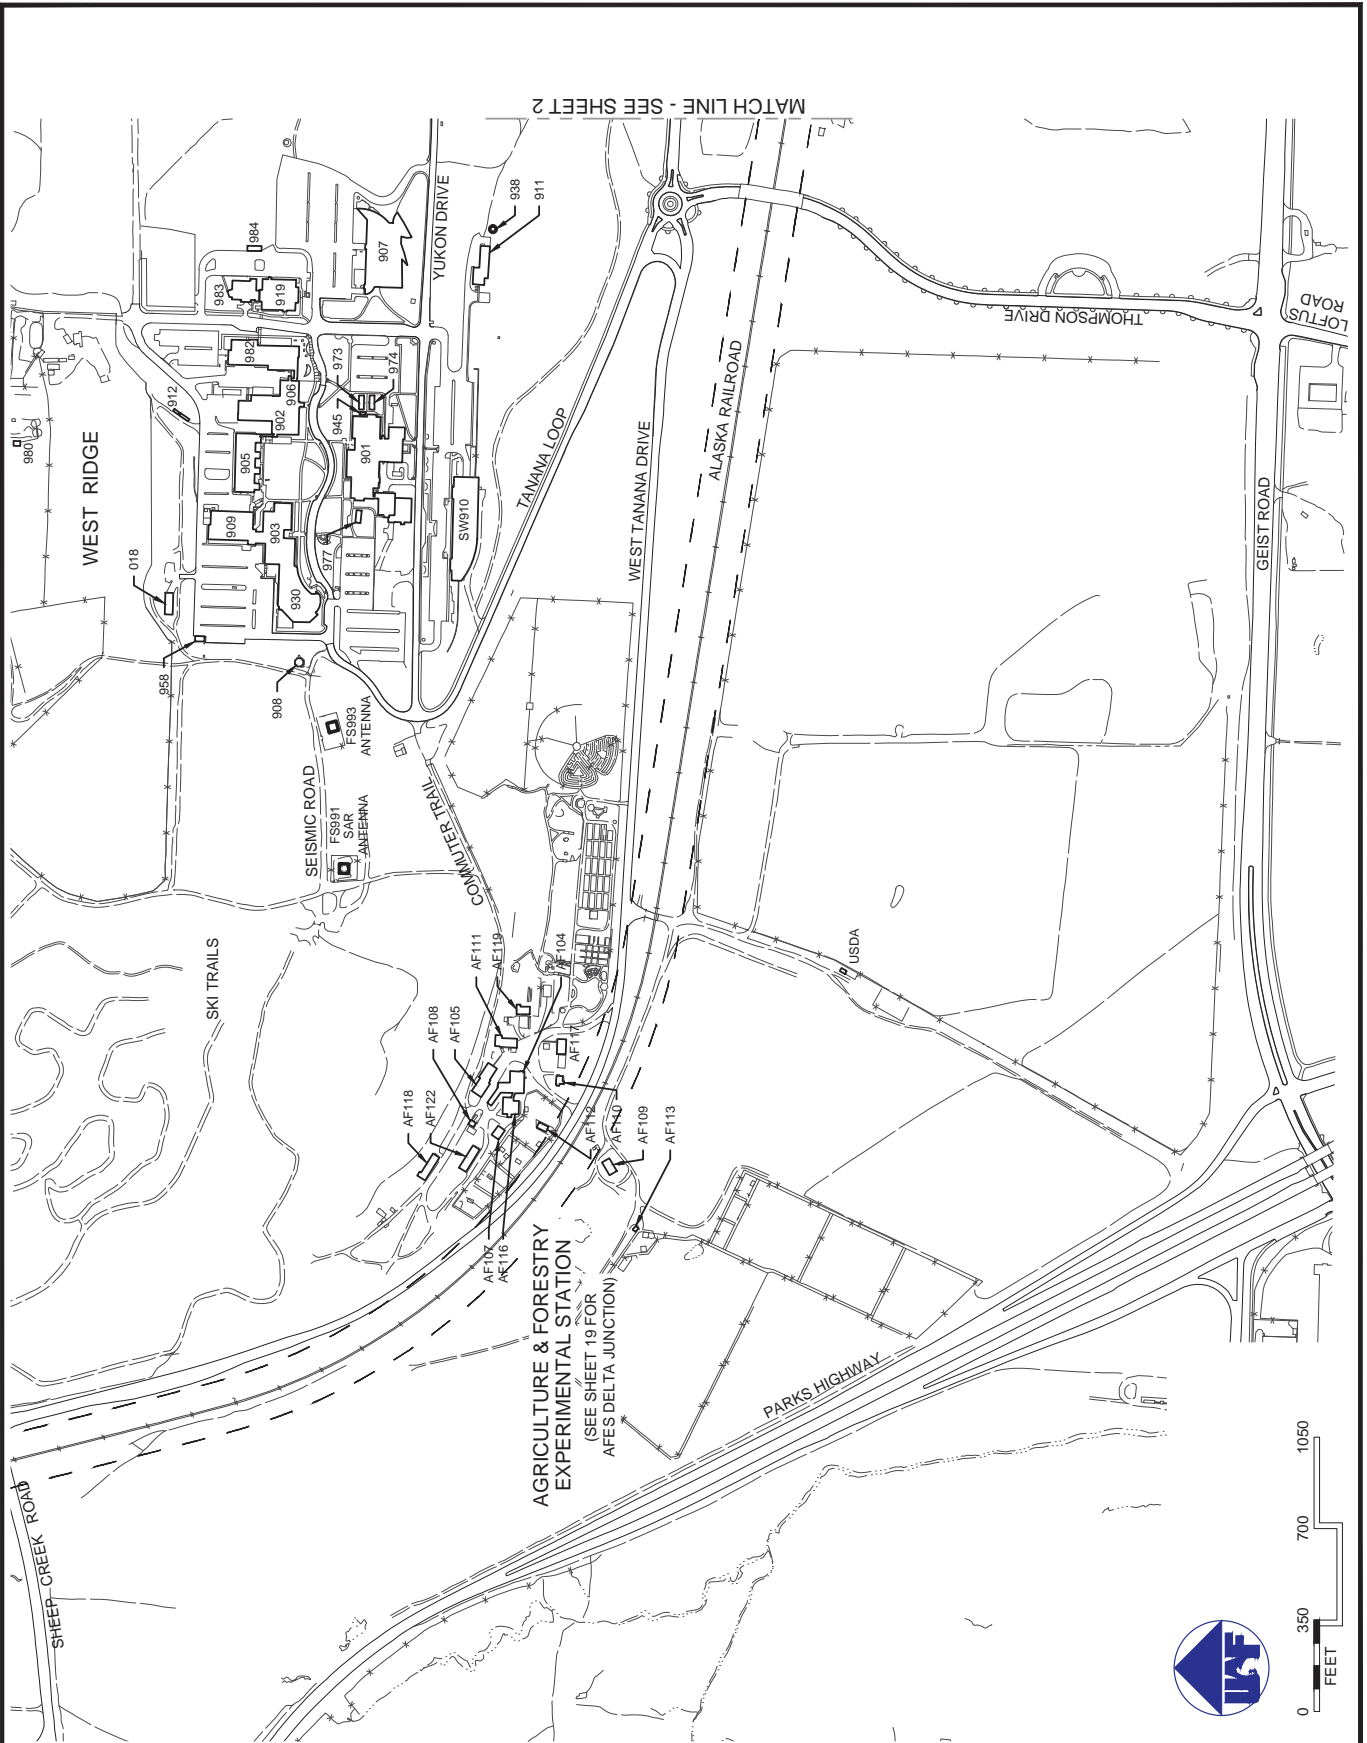 MATCH LINE - SEE SHEET 2
WEST RIDGE
YUKON DRIVE
938
911
984
983
919
907
982
912
906
902
973
974
945
980
905
901
909
903
977
SW910
018
930
958
908
TANANA LOOP
WEST TANANA DRIVE
ALASKA RAILROAD
THOMPSON DRIVE
LOFTUS
ROAD
GEIST ROAD
FS993
ANTENNA
SEISMIC ROAD
FS991
SAR
ANTENNA
COMMUTER TRAIL
SKI TRAILS
AF111
AF119
AF104
AF108
AF105
AF117
AF118
AF122
AF112
AF110
AF109
AF113
AF107
AF116
USDA
AGRICULTURE & FORESTRY
EXPERIMENTAL STATION
(SEE SHEET 19 FOR
AFES DELTA JUNCTION)
PARKS HIGHWAY
SHEEP CREEK ROAD
UAF
0 350 700 1050
FEET